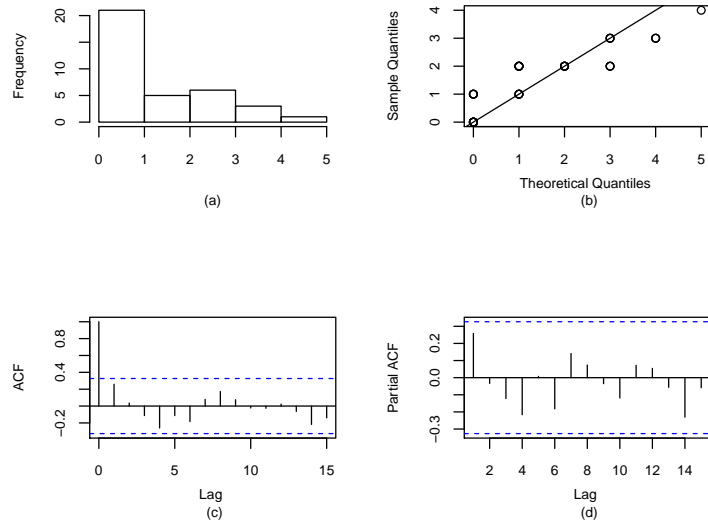 Frequency
0 5 15
0 1 2 3 4 5
(a)
Sample Quantiles
0 1 2 3 4
0 1 2 3 4 5
Theoretical Quantiles
(b)
ACF
−0.2 0.4 0.8
0 5 10 15
Lag
(c)
Partial ACF
−0.3 0.0 0.2
2 4 6 8 10 12 14
Lag
(d)